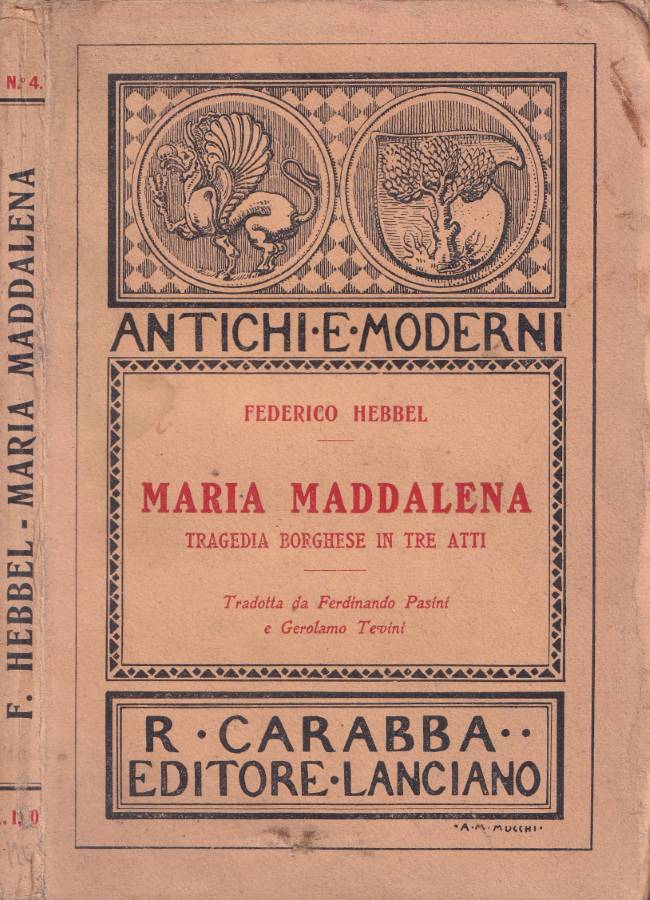 N.º 4.
F. HEBBEL - MARIA MADDALENA
ANTICHI·E·MODERNI
FEDERICO HEBBEL
MARIA MADDALENA
TRAGEDIA BORGHESE IN TRE ATTI
Tradotta da Ferdinando Pasini
e Gerolamo Tevini
R·CARABBA··
EDITORE·LANCIANO
·A·M·MUCCHI·